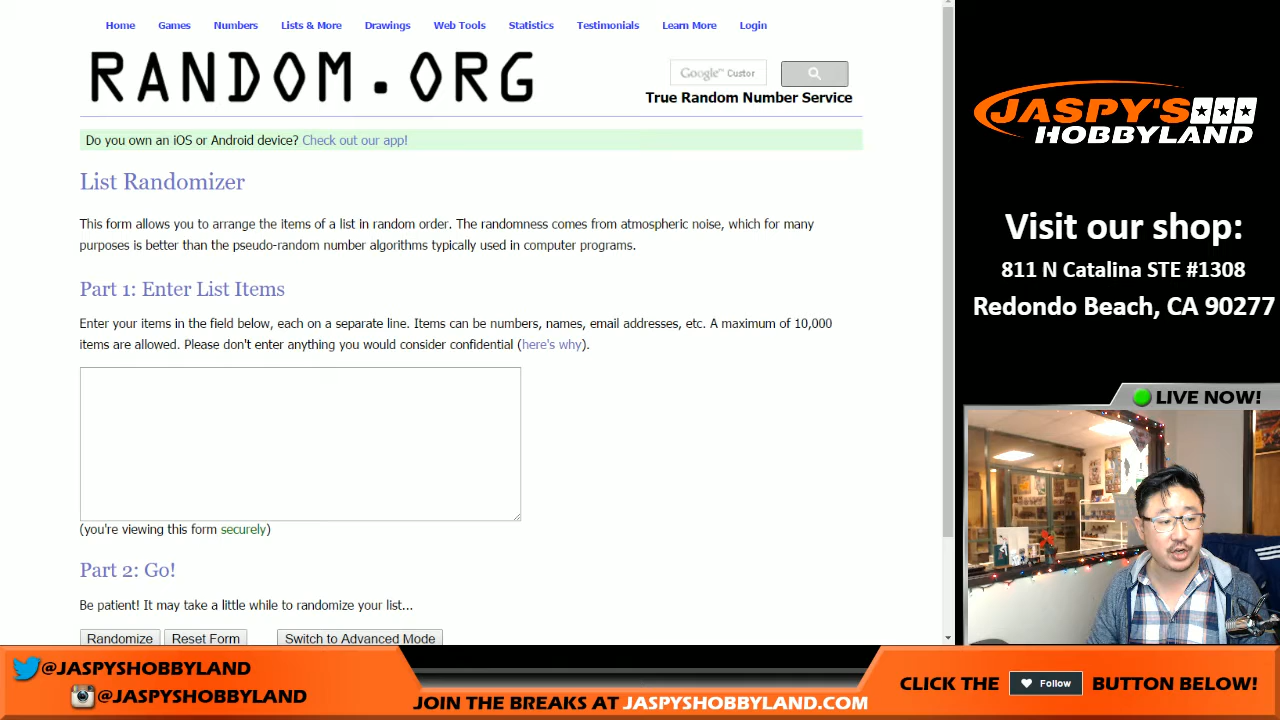 Home Games Numbers Lists & More Drawings Web Tools Statistics Testimonials Learn More Login
RANDOM.ORG
Google™ Custor
True Random Number Service
Do you own an iOS or Android device? Check out our app!
List Randomizer
This form allows you to arrange the items of a list in random order. The randomness comes from atmospheric noise, which for many
purposes is better than the pseudo-random number algorithms typically used in computer programs.
Part 1: Enter List Items
Enter your items in the field below, each on a separate line. Items can be numbers, names, email addresses, etc. A maximum of 10,000
items are allowed. Please don't enter anything you would consider confidential (here's why).
(you're viewing this form securely)
Part 2: Go!
Be patient! It may take a little while to randomize your list...
Randomize Reset Form Switch to Advanced Mode
JASPY'S
HOBBYLAND
Visit our shop:
811 N Catalina STE #1308
Redondo Beach, CA 90277
LIVE NOW!
@JASPYSHOBBYLAND
@JASPYSHOBBYLAND
JOIN THE BREAKS AT JASPYSHOBBYLAND.COM
CLICK THE Follow BUTTON BELOW!